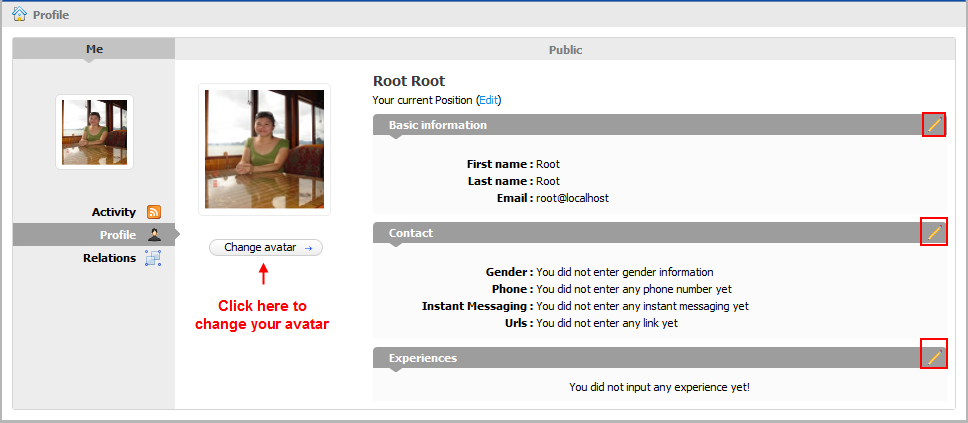 Profile
Me
Public
Activity
Profile
Relations
Change avatar
Click here to
change your avatar
Root Root
Your current Position (Edit)
Basic information
First name : Root
Last name : Root
Email : root@localhost
Contact
Gender : You did not enter gender information
Phone : You did not enter any phone number yet
Instant Messaging : You did not enter any instant messaging yet
Urls : You did not enter any link yet
Experiences
You did not input any experience yet!